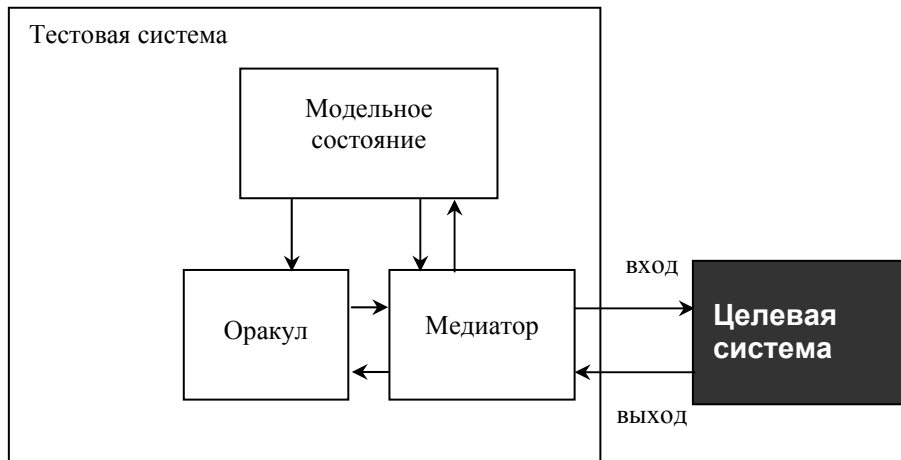 Тестовая система
Модельное
состояние
вход
Оракул
Медиатор
Целевая
система
выход